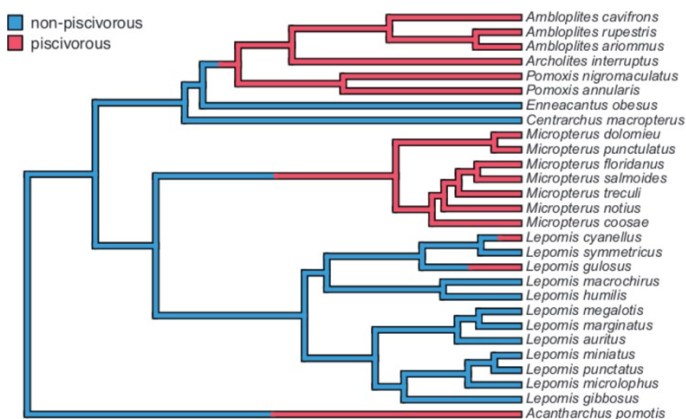 non-piscivorous
piscivorous
Ambloplites cavifrons
Ambloplites rupestris
Ambloplites ariommus
Archolites interruptus
Pomoxis nigromaculatus
Pomoxis annularis
Enneacantus obesus
Centrarchus macropterus
Micropterus dolomieu
Micropterus punctulatus
Micropterus floridanus
Micropterus salmoides
Micropterus treculi
Micropterus notius
Micropterus coosae
Lepomis cyanellus
Lepomis symmetricus
Lepomis gulosus
Lepomis macrochirus
Lepomis humilis
Lepomis megalotis
Lepomis marginatus
Lepomis auritus
Lepomis miniatus
Lepomis punctatus
Lepomis microlophus
Lepomis gibbosus
Acantharchus pomotis